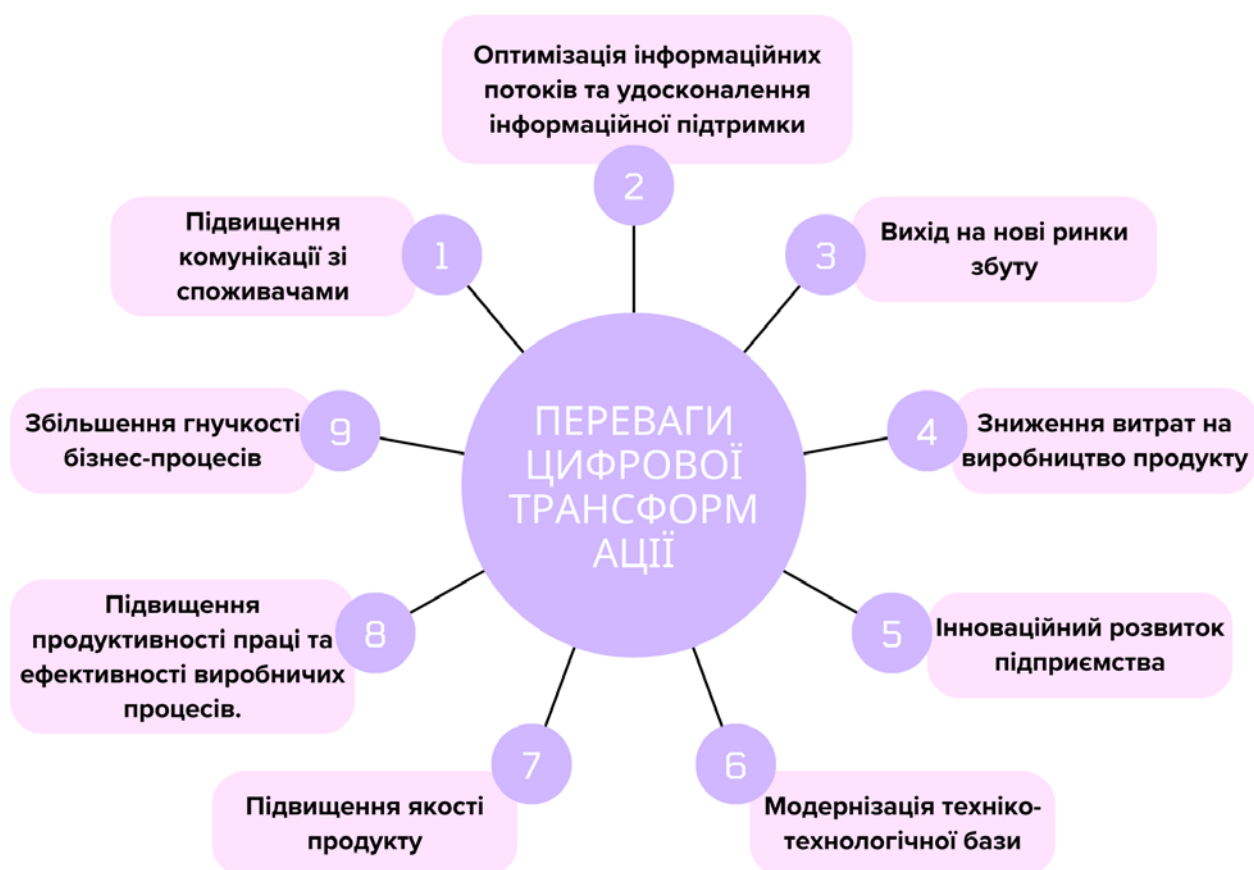 Оптимізація інформаційних
потоків та удосконалення
інформаційної підтримки
2
Підвищення
комунікації зі
споживачами
1
3
Вихід на нові ринки
збуту
Збільшення гнучкості
бізнес-процесів
9
ПЕРЕВАГИ
ЦИФРОВОЇ
ТРАНСФОРМ
АЦІЇ
4
Зниження витрат на
виробництво продукту
Підвищення
продуктивності праці та
ефективності виробничих
процесів.
8
5
Інноваційний розвиток
підприємства
7
Підвищення якості
продукту
6
Модернізація техніко-
технологічної бази